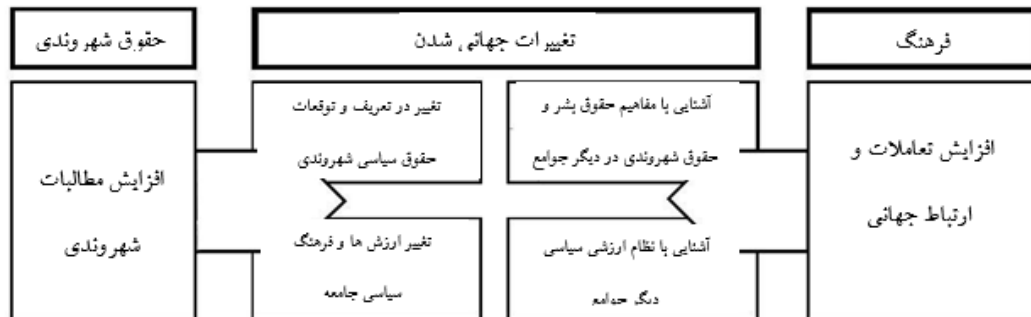 فرهنگ
تغییرات جهانی شدن
حقوق شهروندی
افزایش تعاملات و
ارتباط جهانی
آشنایی با مفاهیم حقوق بشر و
حقوق شهروندی در دیگر جوامع
آشنایی با نظام ارزشی سیاسی
دیگر جوامع
تغییر در تعریف و توقعات
حقوق سیاسی شهروندی
تغییر ارزش ها و فرهنگ
سیاسی جامعه
افزایش مطالبات
شهروندی